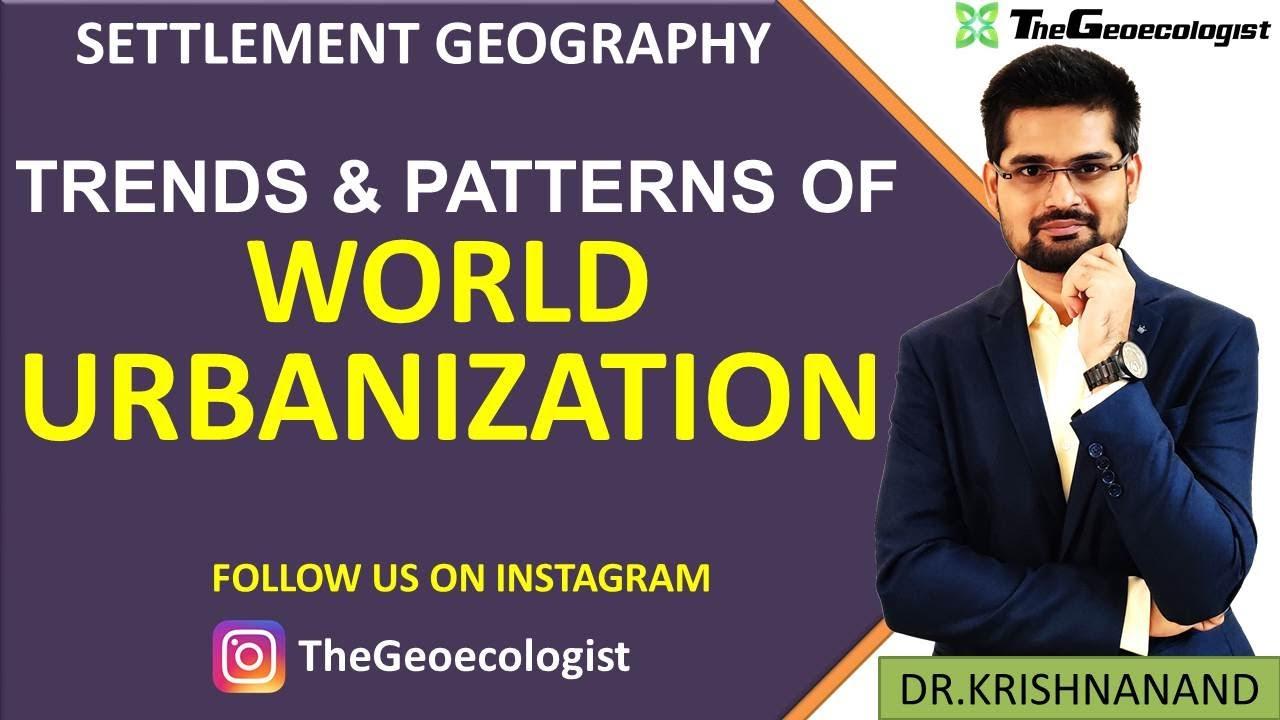 SETTLEMENT GEOGRAPHY
TheGeoecologist
TRENDS & PATTERNS OF
WORLD
URBANIZATION
FOLLOW US ON INSTAGRAM
TheGeoecologist
DR.KRISHNANAND